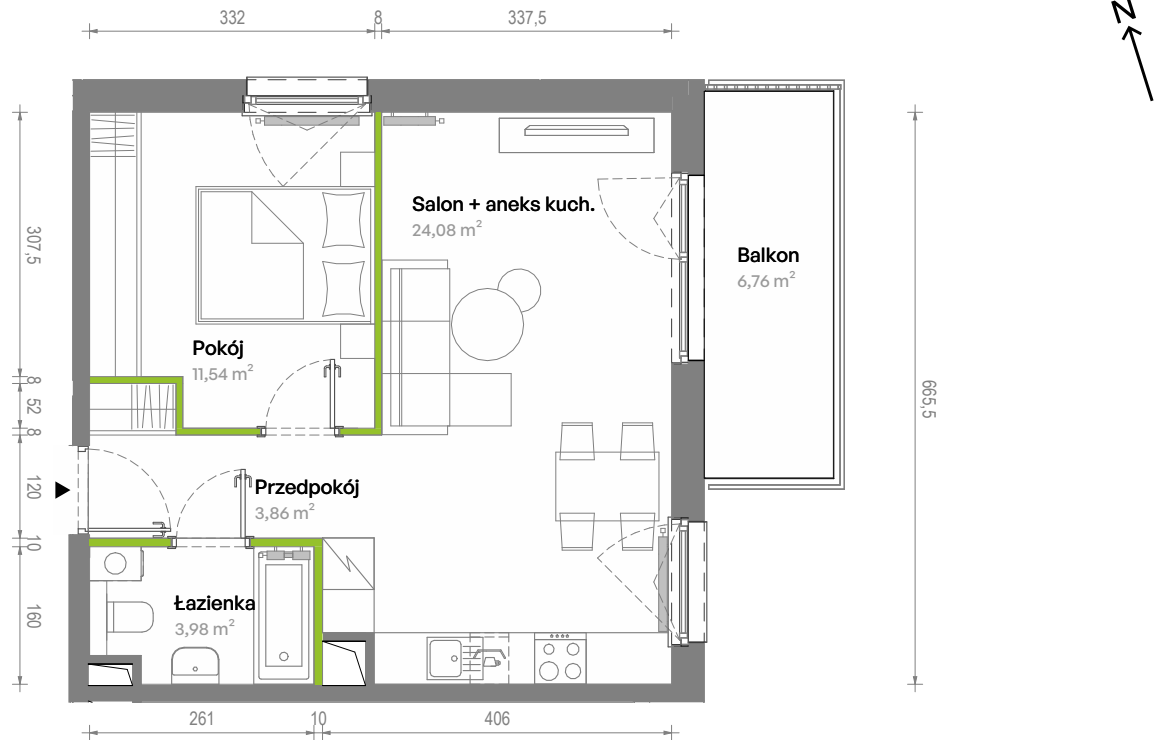 332
8
337,5
N
307,5
8
52
8
120
10
160
665,5
Salon + aneks kuch.
24,08 m²
Balkon
6,76 m²
Pokój
11,54 m²
Przedpokój
3,86 m²
Łazienka
3,98 m²
261
10
406